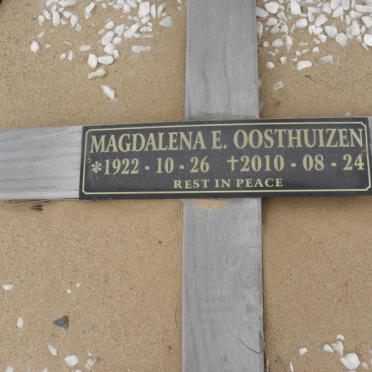 MAGDALENA E. OOSTHUIZEN
*1922 - 10 - 26 †2010 - 08 - 24
REST IN PEACE